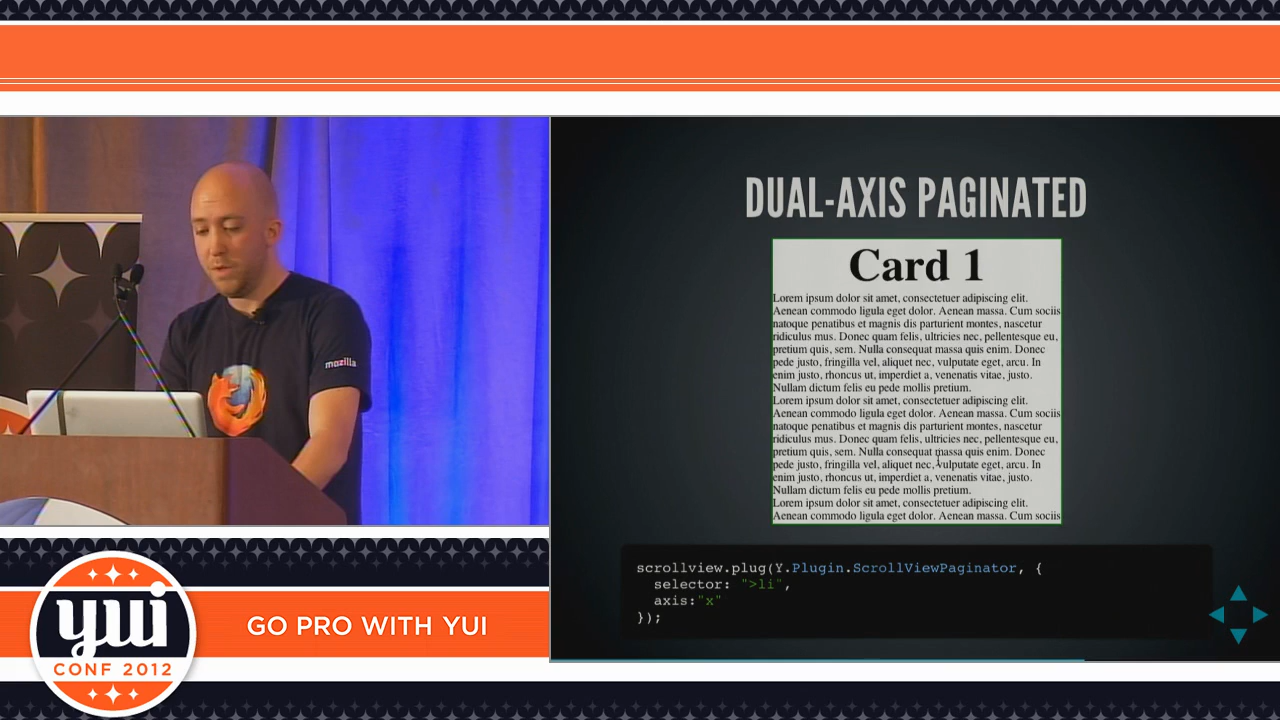 DUAL-AXIS PAGINATED
Card 1
Lorem ipsum dolor sit amet, consectetuer adipiscing elit.
Aenean commodo ligula eget dolor. Aenean massa. Cum sociis
natoque penatibus et magnis dis parturient montes, nascetur
ridiculus mus. Donec quam felis, ultricies nec, pellentesque eu,
pretium quis, sem. Nulla consequat massa quis enim. Donec
pede justo, fringilla vel, aliquet nec, vulputate eget, arcu. In
enim justo, rhoncus ut, imperdiet a, venenatis vitae, justo.
Nullam dictum felis eu pede mollis pretium.
Lorem ipsum dolor sit amet, consectetuer adipiscing elit.
Aenean commodo ligula eget dolor. Aenean massa. Cum sociis
natoque penatibus et magnis dis parturient montes, nascetur
ridiculus mus. Donec quam felis, ultricies nec, pellentesque eu,
pretium quis, sem. Nulla consequat massa quis enim. Donec
pede justo, fringilla vel, aliquet nec, vulputate eget, arcu. In
enim justo, rhoncus ut, imperdiet a, venenatis vitae, justo.
Nullam dictum felis eu pede mollis pretium.
Lorem ipsum dolor sit amet, consectetuer adipiscing elit.
Aenean commodo ligula eget dolor. Aenean massa. Cum sociis
scrollview.plug(Y.Plugin.ScrollViewPaginator, {
selector: ">li",
axis:"x"
});
mozilla
yui
CONF 2012
GO PRO WITH YUI